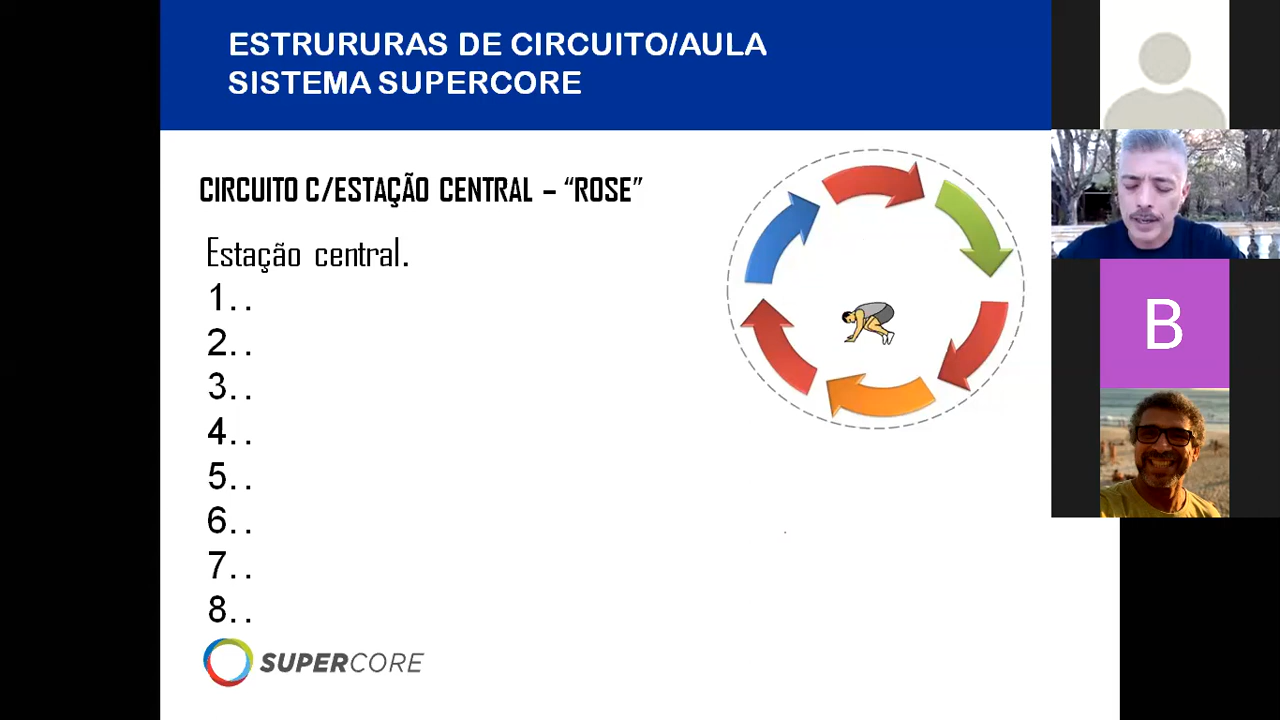 ESTRURURAS DE CIRCUITO/AULA
SISTEMA SUPERCORE
CIRCUITO C/ESTAÇÃO CENTRAL – “ROSE”
Estação central.
1. .
2. .
3. .
4. .
5. .
6. .
7. .
8. .
SUPERCORE
B